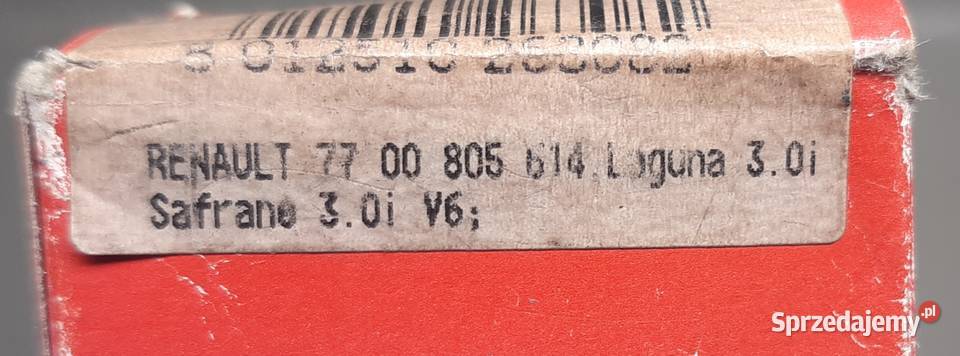 RENAULT 77 00 805 614 Laguna 3.0i
Safrane 3.0i V6;
Sprzedajemy.pl